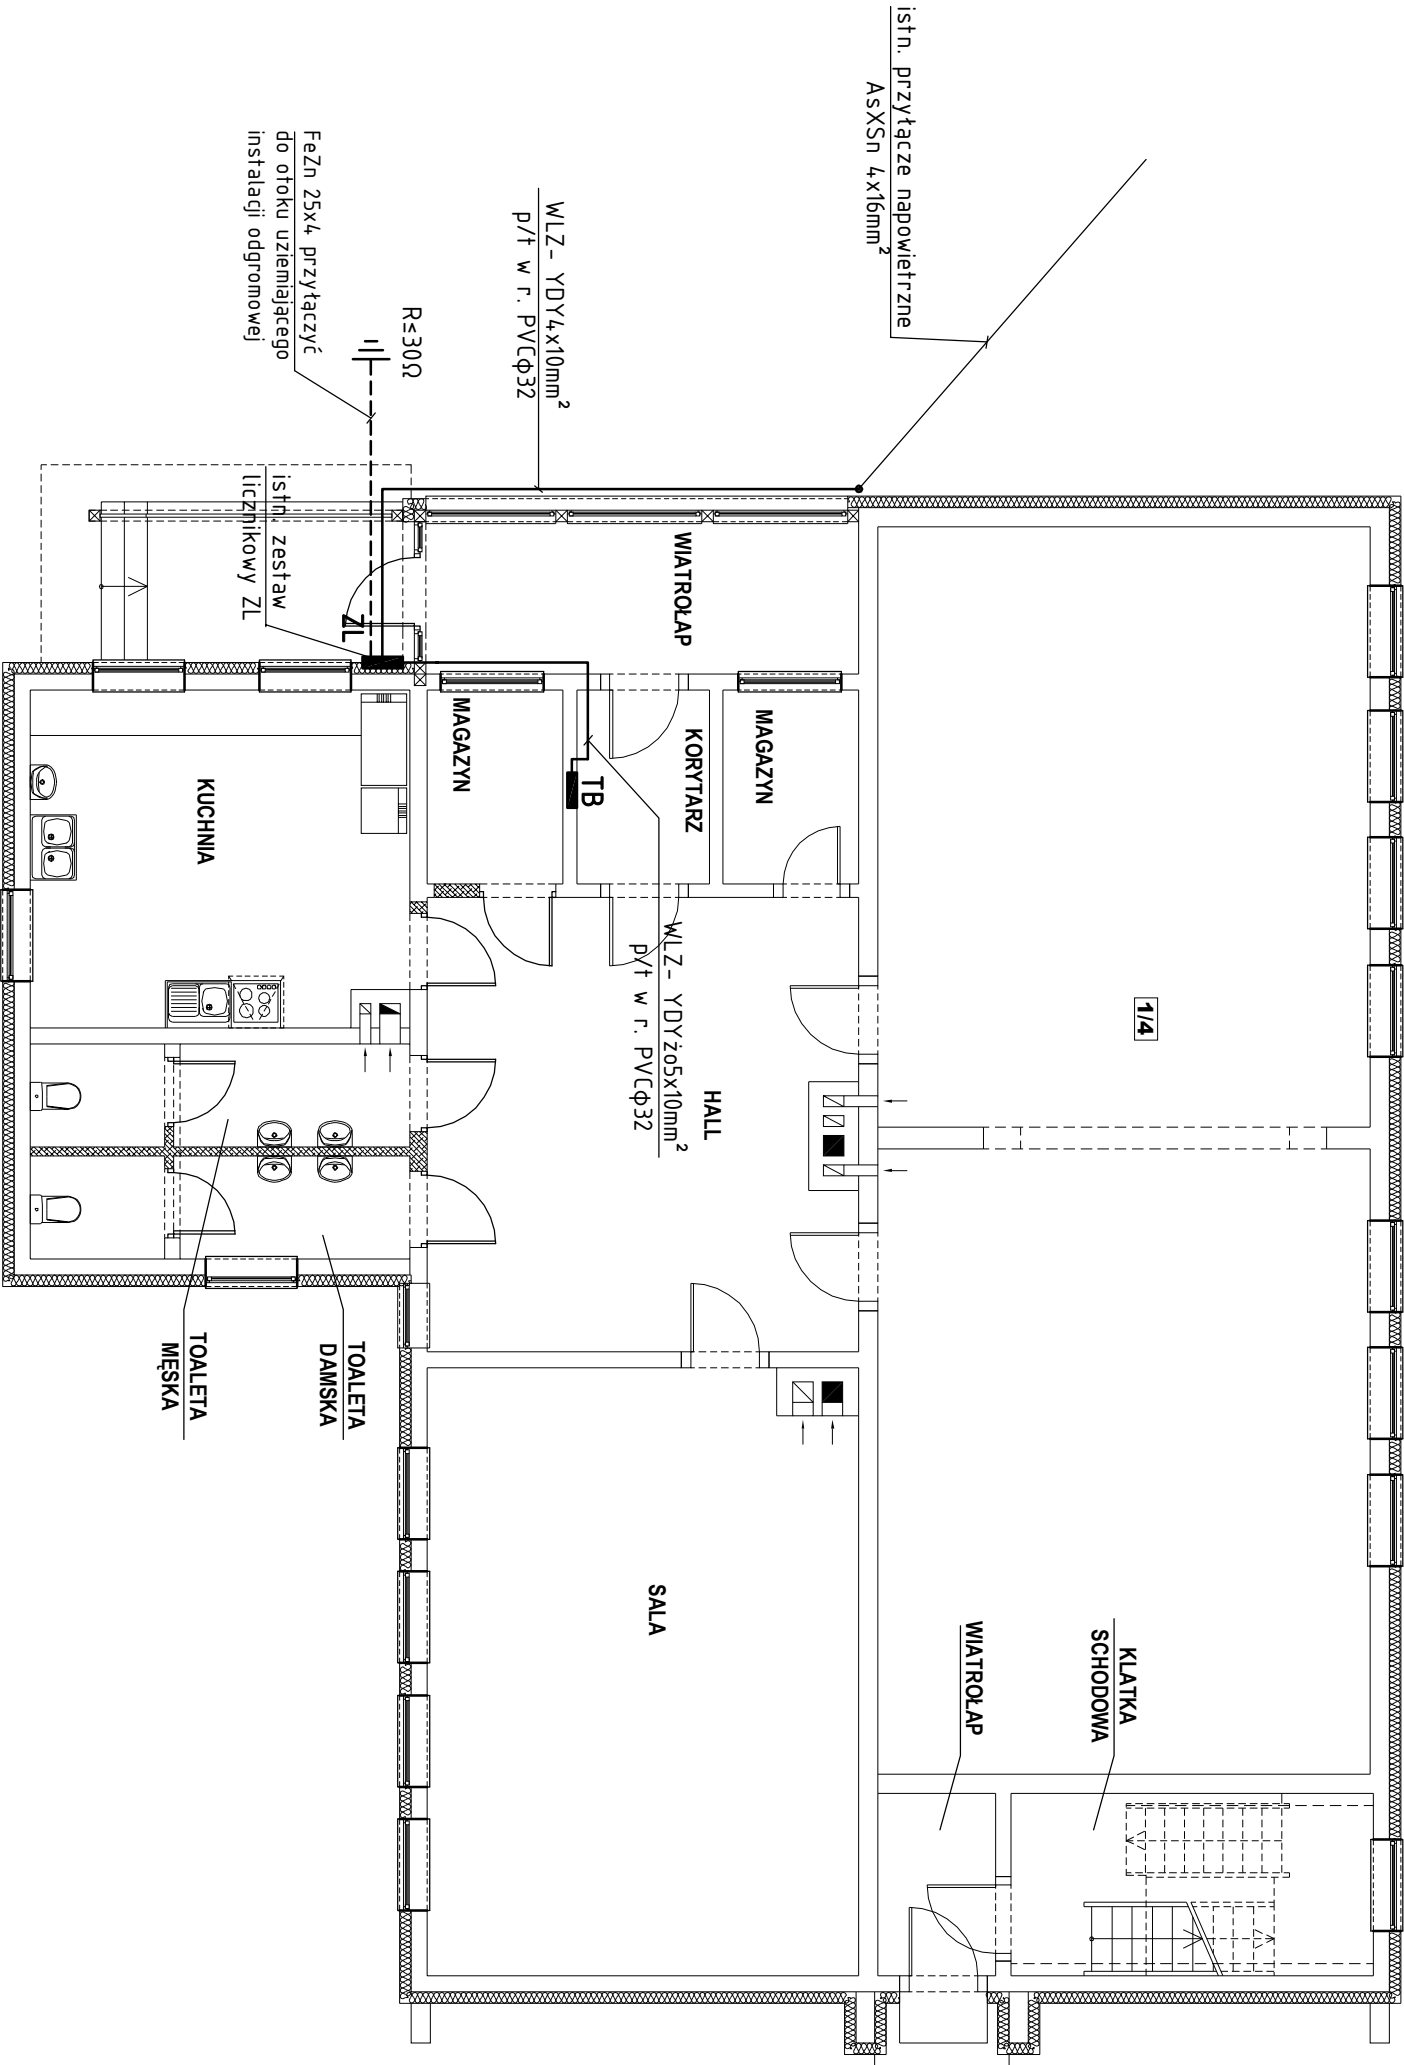 istn. przyłącze napowietrzne
AsXSn 4x16mm²
WLZ- YDY4x10mm²
p/t w r. PVCϕ32
R≤30Ω
FeZn 25x4 przyłączyć
do otoku uziemiającego
instalacji odgromowej
istn. zestaw
licznikowy ZL
ZL
WIATROŁAP
MAGAZYN
KORYTARZ
MAGAZYN
TB
KUCHNIA
WLZ- YDYżo5x10mm²
p/t w r. PVCϕ32
HALL
1/4
TOALETA
DAMSKA
TOALETA
MĘSKA
SALA
KLATKA
SCHODOWA
WIATROŁAP